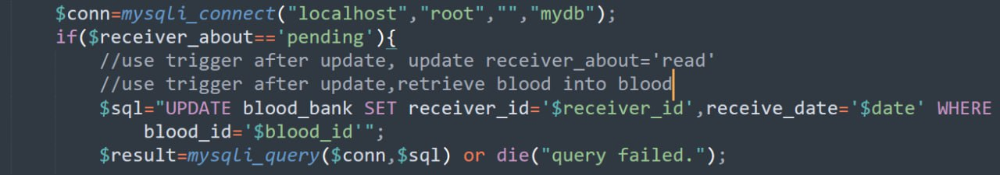 $conn=mysqli_connect("localhost","root","","mydb");
if($receiver_about=='pending'){
//use trigger after update, update receiver_about='read'
//use trigger after update,retrieve blood into blood
$sql="UPDATE blood_bank SET receiver_id='$receiver_id',receive_date='$date' WHERE
blood_id='$blood_id'";
$result=mysqli_query($conn,$sql) or die("query failed.");